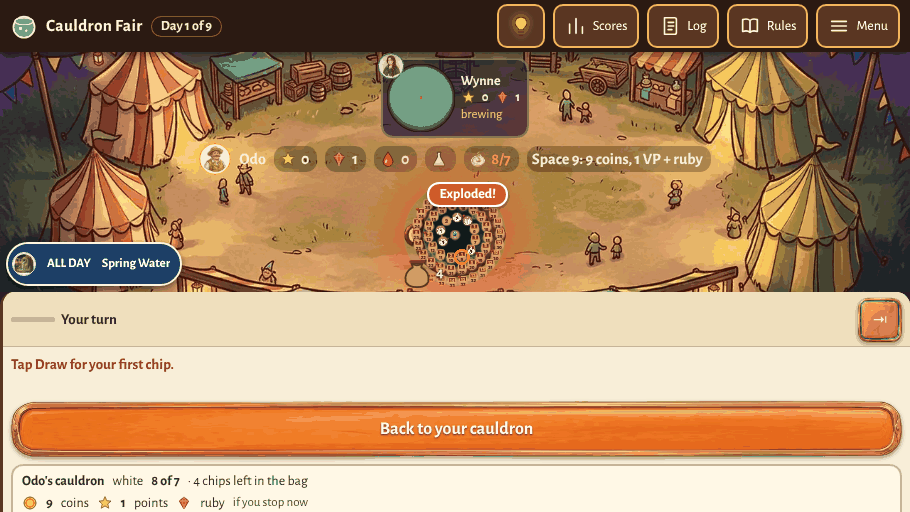 Cauldron Fair Day 1 of 9 Scores Log Rules Menu
Wynne
0 1
brewing
Odo 0 1 0 8/7 Space 9: 9 coins, 1 VP + ruby
Exploded!
ALL DAY Spring Water
4
Your turn
Tap Draw for your first chip.
Back to your cauldron
Odo's cauldron white 8 of 7 · 4 chips left in the bag
9 coins 1 points ruby if you stop now